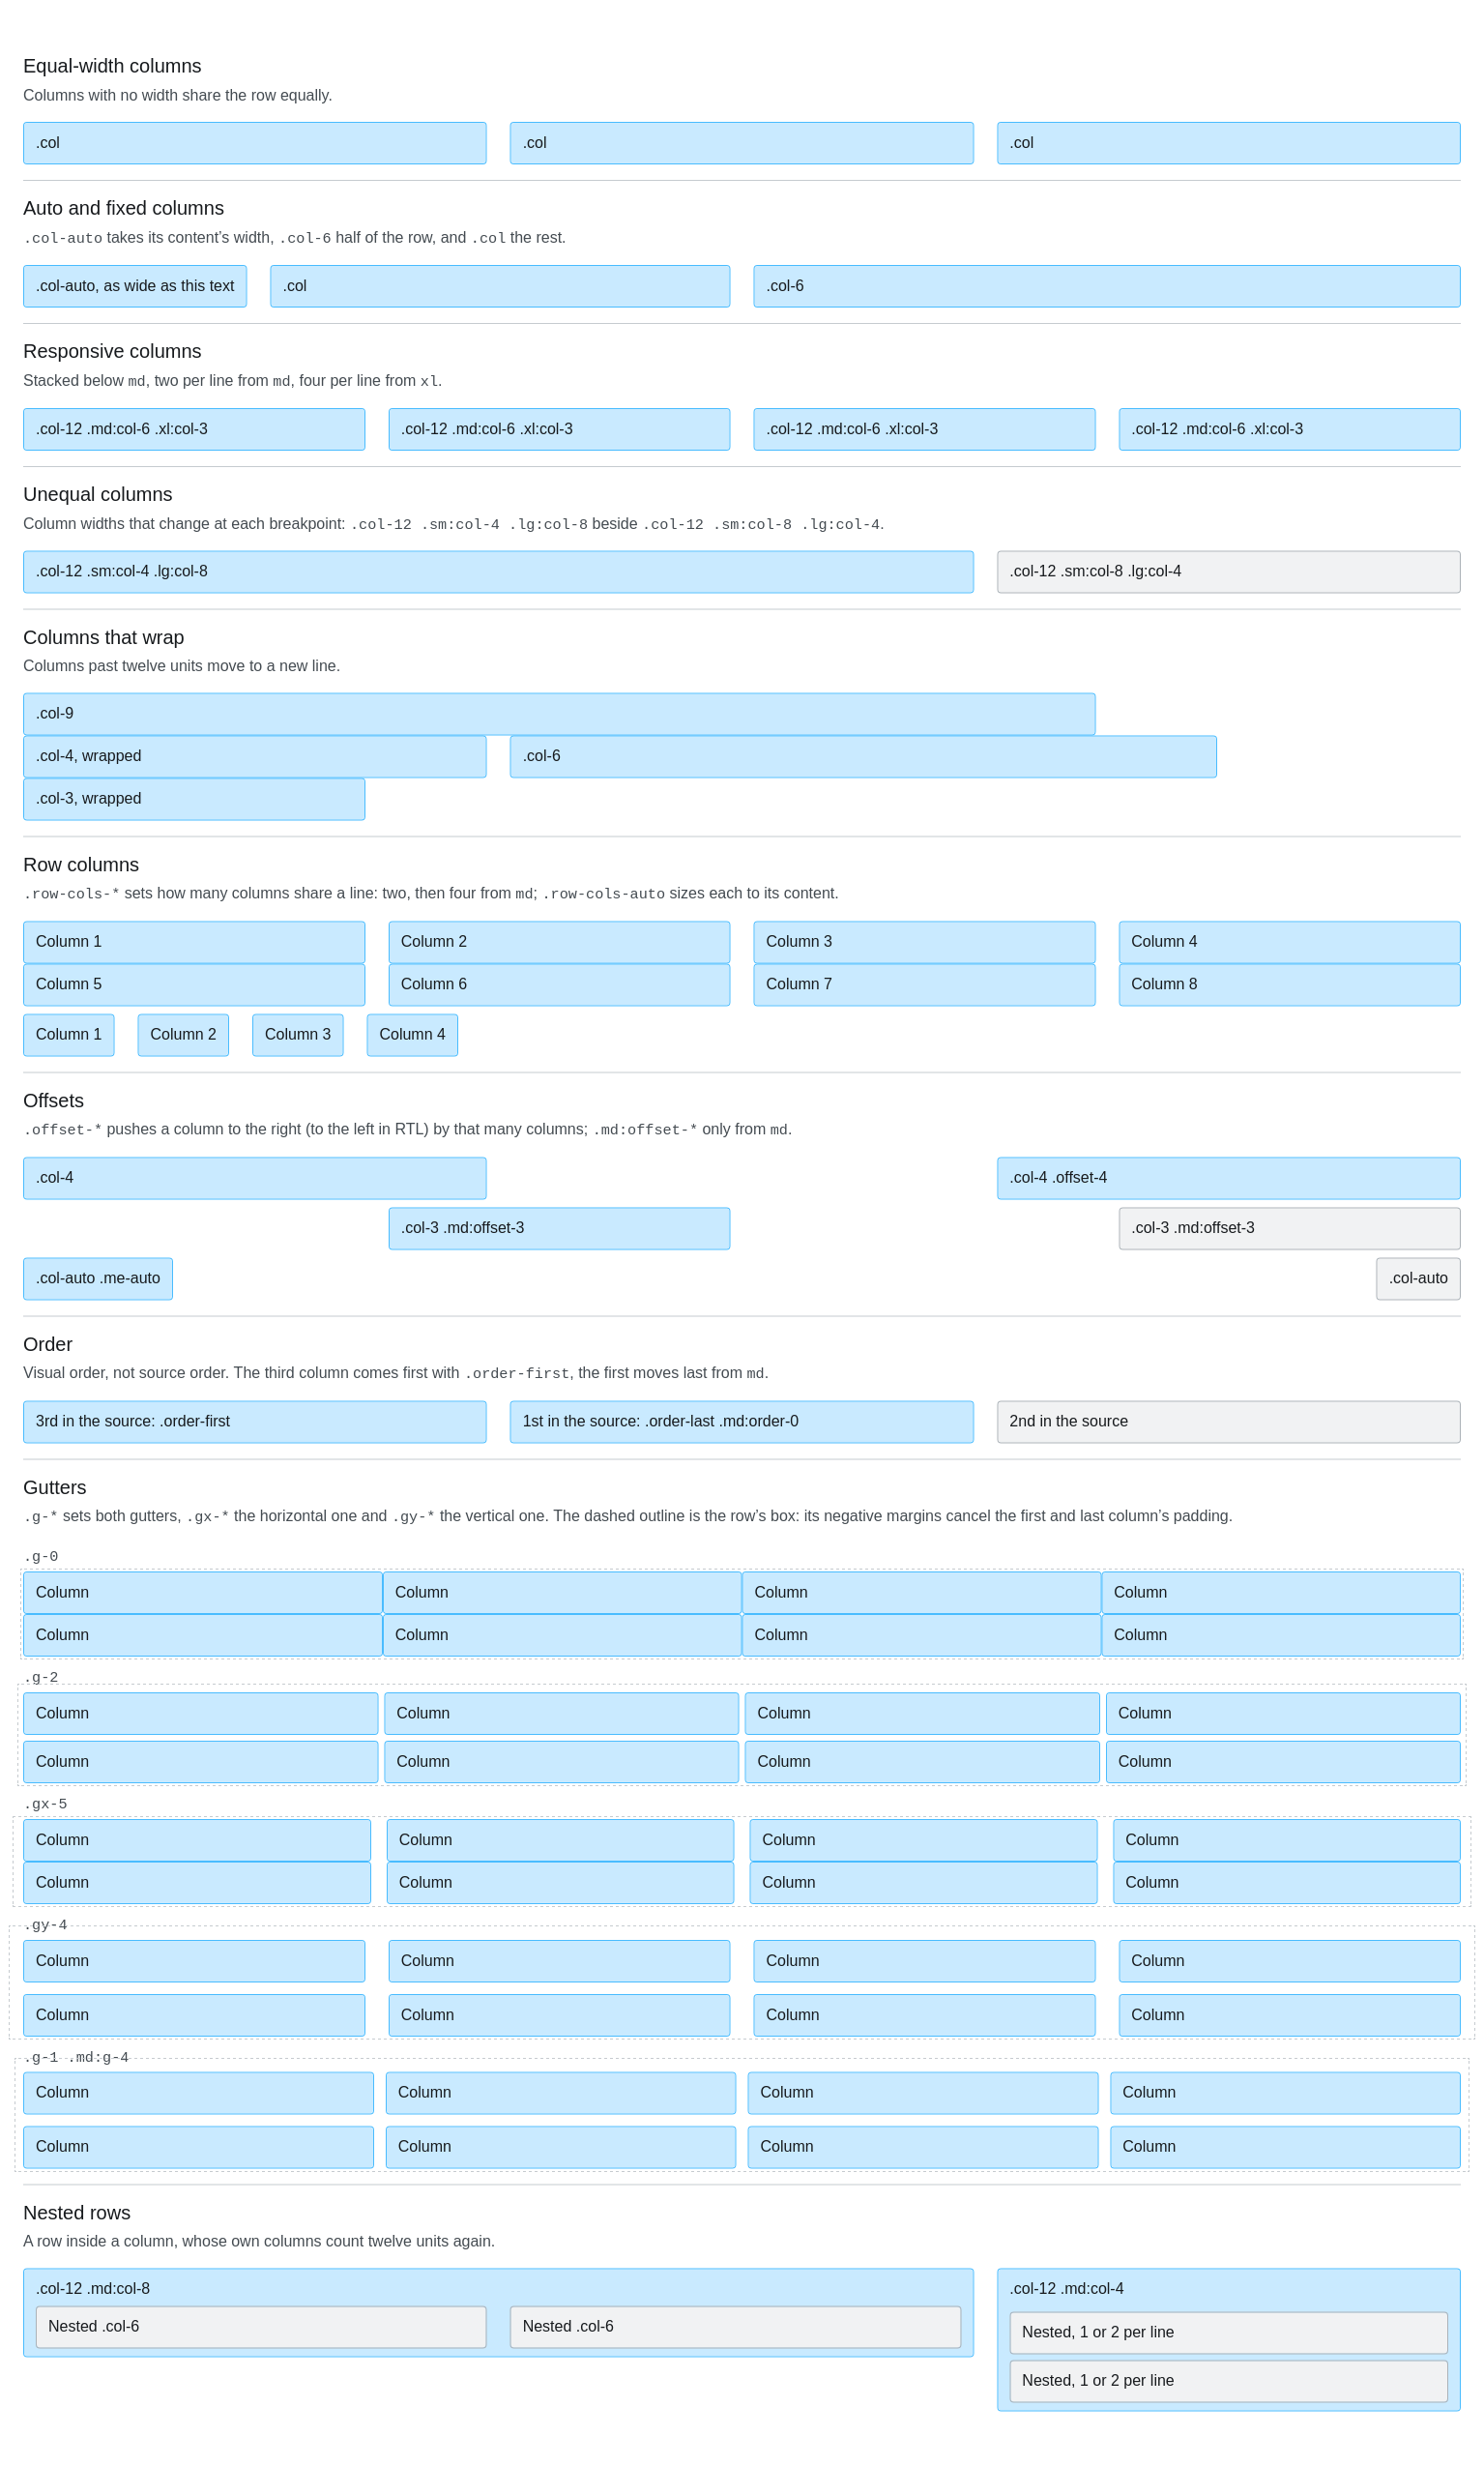 Equal-width columns
Columns with no width share the row equally.
.col
.col
.col
Auto and fixed columns
.col-auto takes its content’s width, .col-6 half of the row, and .col the rest.
.col-auto, as wide as this text
.col
.col-6
Responsive columns
Stacked below md, two per line from md, four per line from xl.
.col-12 .md:col-6 .xl:col-3
.col-12 .md:col-6 .xl:col-3
.col-12 .md:col-6 .xl:col-3
.col-12 .md:col-6 .xl:col-3
Unequal columns
Column widths that change at each breakpoint: .col-12 .sm:col-4 .lg:col-8 beside .col-12 .sm:col-8 .lg:col-4.
.col-12 .sm:col-4 .lg:col-8
.col-12 .sm:col-8 .lg:col-4
Columns that wrap
Columns past twelve units move to a new line.
.col-9
.col-4, wrapped
.col-6
.col-3, wrapped
Row columns
.row-cols-* sets how many columns share a line: two, then four from md; .row-cols-auto sizes each to its content.
Column 1
Column 2
Column 3
Column 4
Column 5
Column 6
Column 7
Column 8
Column 1
Column 2
Column 3
Column 4
Offsets
.offset-* pushes a column to the right (to the left in RTL) by that many columns; .md:offset-* only from md.
.col-4
.col-4 .offset-4
.col-3 .md:offset-3
.col-3 .md:offset-3
.col-auto .me-auto
.col-auto
Order
Visual order, not source order. The third column comes first with .order-first, the first moves last from md.
3rd in the source: .order-first
1st in the source: .order-last .md:order-0
2nd in the source
Gutters
.g-* sets both gutters, .gx-* the horizontal one and .gy-* the vertical one. The dashed outline is the row’s box: its negative margins cancel the first and last column’s padding.
.g-0
Column
Column
Column
Column
Column
Column
Column
Column
.g-2
Column
Column
Column
Column
Column
Column
Column
Column
.gx-5
Column
Column
Column
Column
Column
Column
Column
Column
.gy-4
Column
Column
Column
Column
Column
Column
Column
Column
.g-1 .md:g-4
Column
Column
Column
Column
Column
Column
Column
Column
Nested rows
A row inside a column, whose own columns count twelve units again.
.col-12 .md:col-8
Nested .col-6
Nested .col-6
.col-12 .md:col-4
Nested, 1 or 2 per line
Nested, 1 or 2 per line